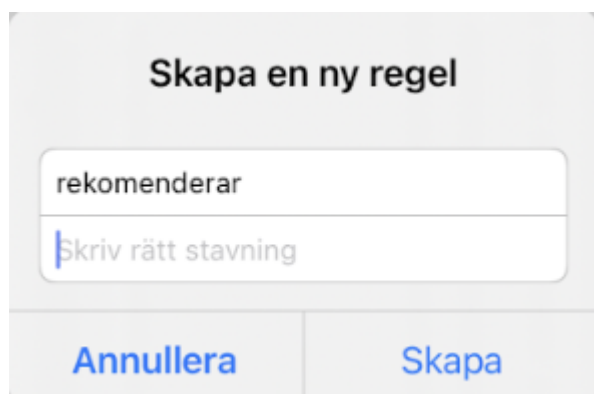 Skapa en ny regel
rekomenderar
Skriv rätt stavning
Annullera
Skapa